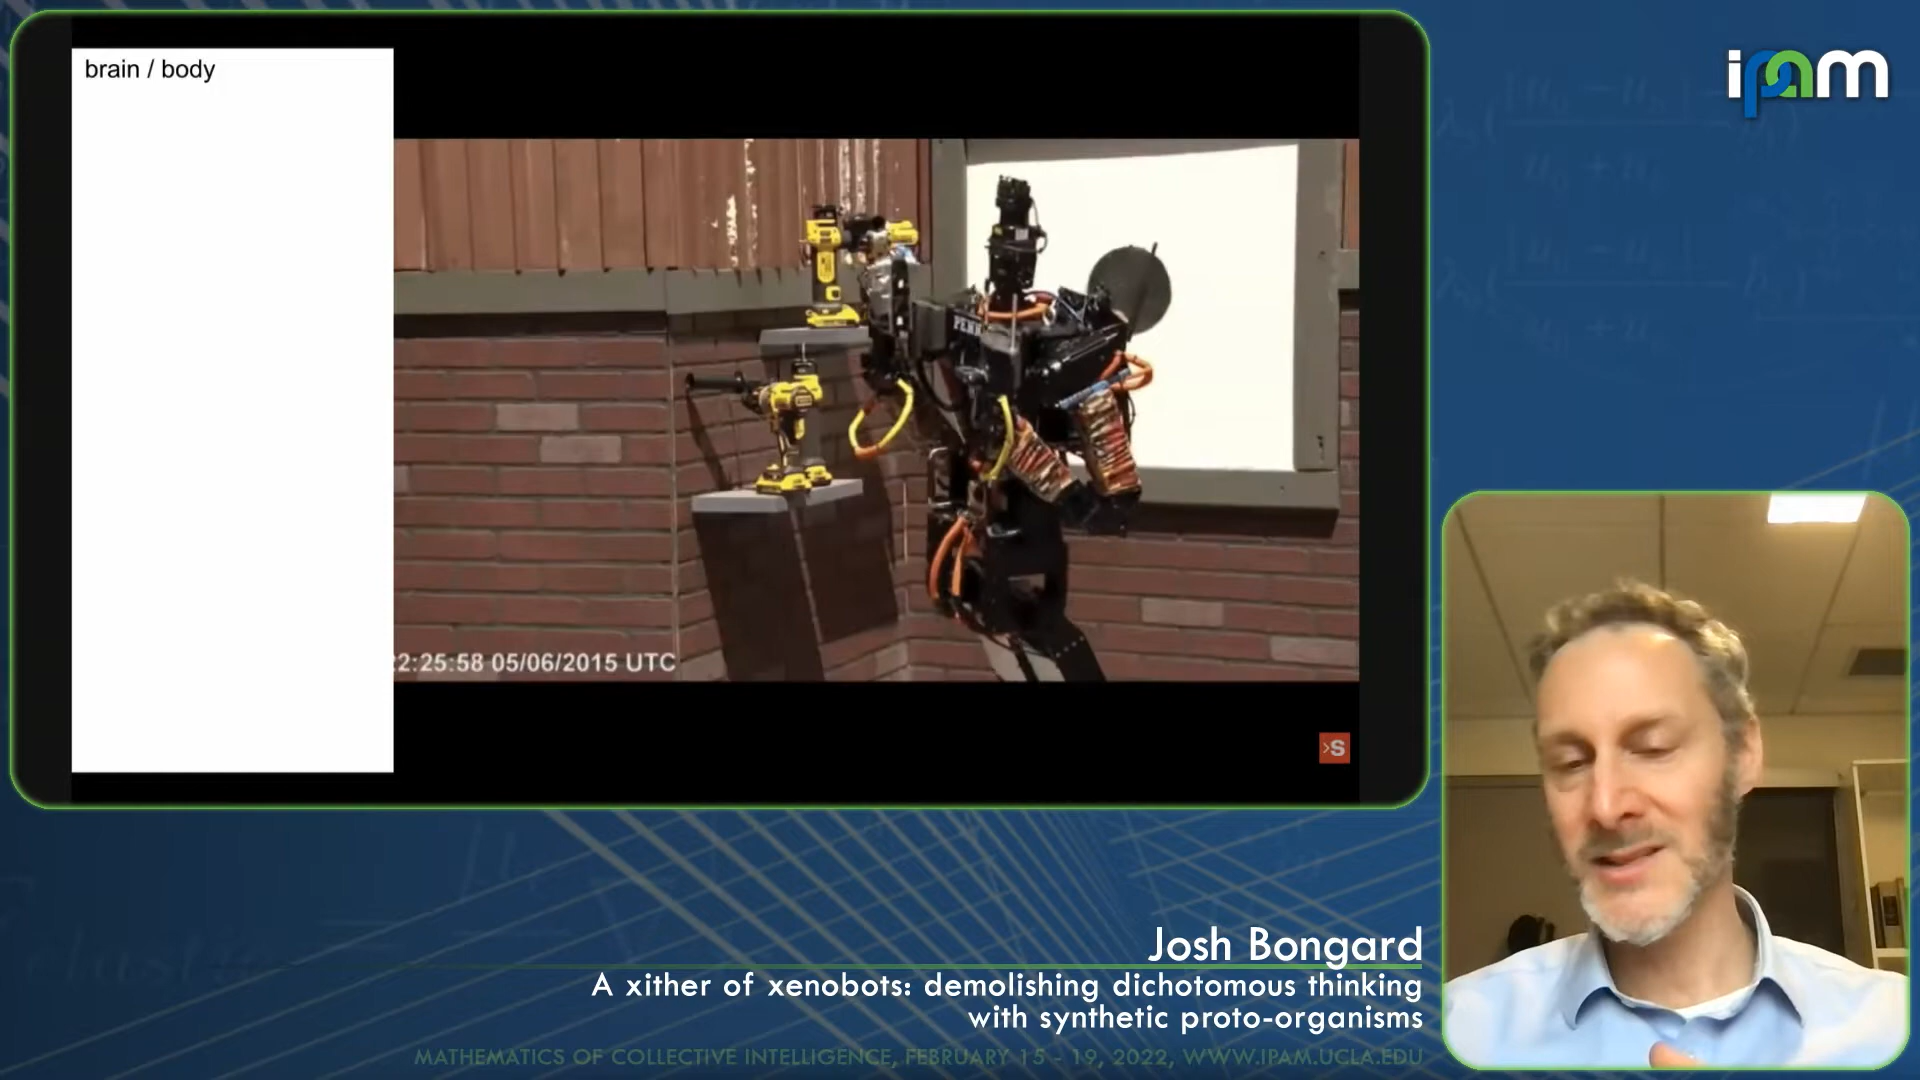 brain / body
ipam
PENN
2:25:58 05/06/2015 UTC
›S
Josh Bongard
A xither of xenobots: demolishing dichotomous thinking
with synthetic proto-organisms
MATHEMATICS OF COLLECTIVE INTELLIGENCE, FEBRUARY 15 - 19, 2022, WWW.IPAM.UCLA.EDU